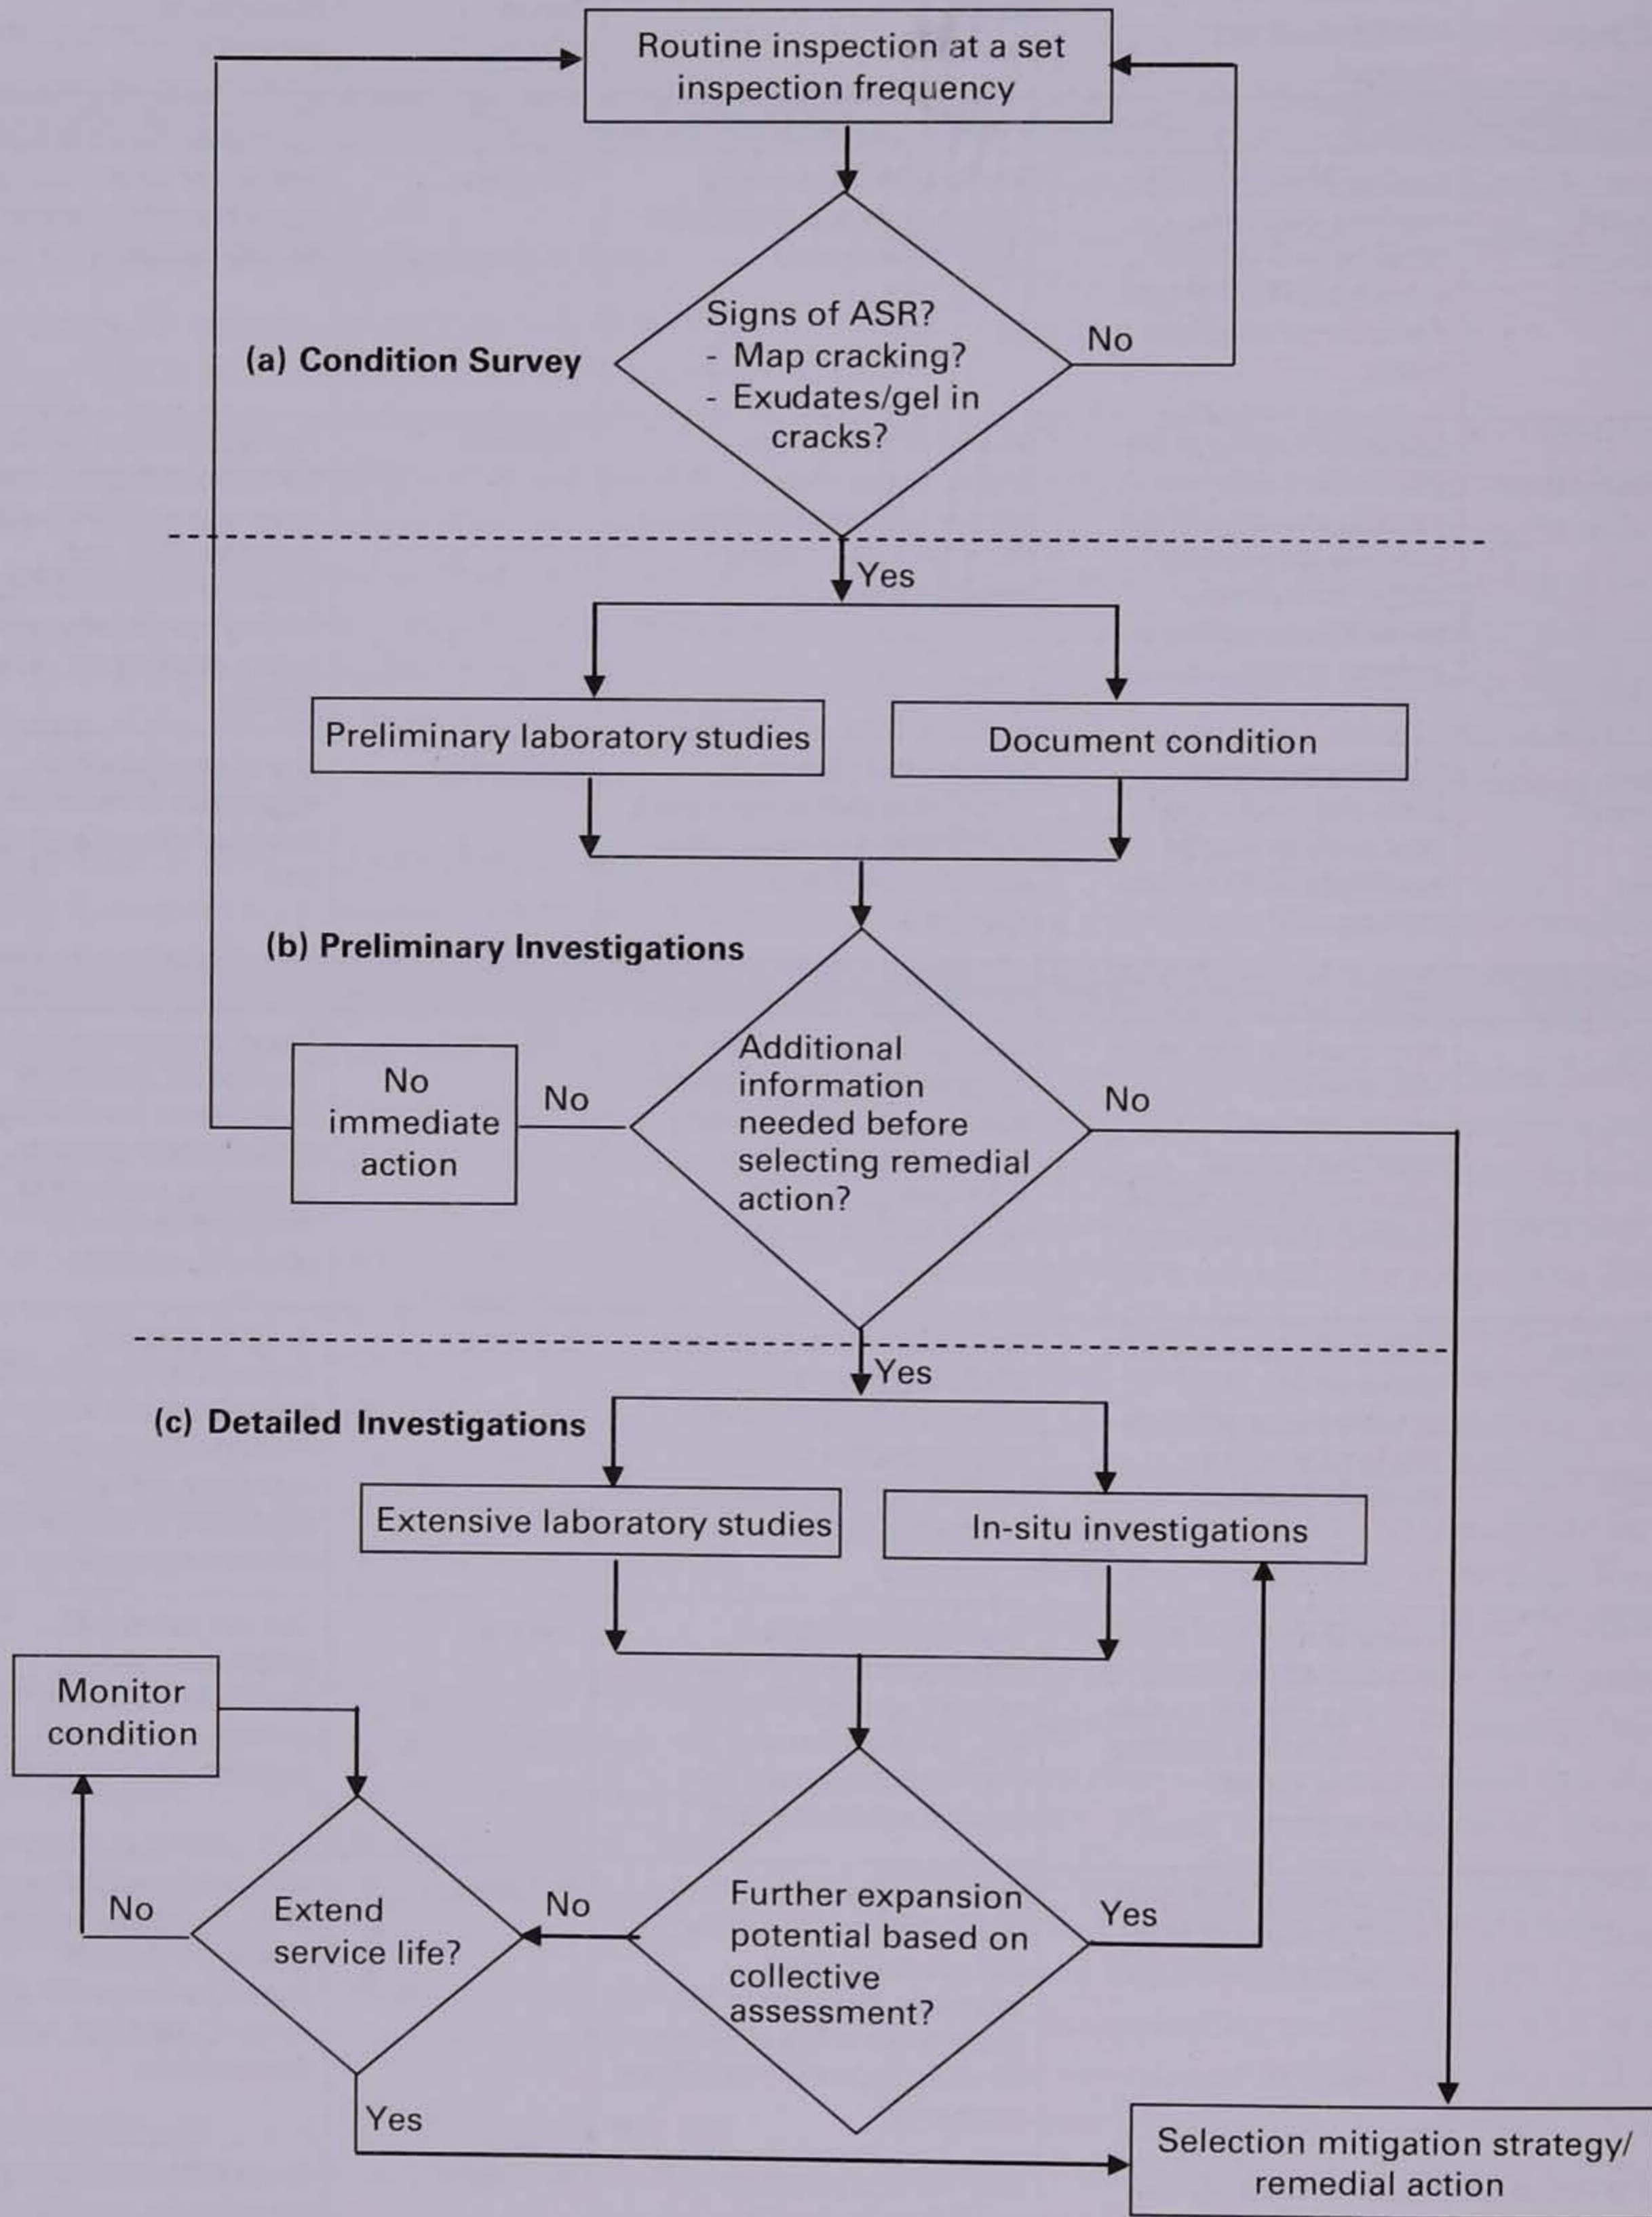 Routine inspection at a set
inspection frequency
Signs of ASR?
- Map cracking?
- Exudates/gel in
cracks?
No
(a) Condition Survey
Yes
Preliminary laboratory studies
Document condition
(b) Preliminary Investigations
Additional
information
needed before
selecting remedial
action?
No
No
immediate
action
No
Yes
(c) Detailed Investigations
Extensive laboratory studies
In-situ investigations
Monitor
condition
Further expansion
potential based on
collective
assessment?
Yes
No
Extend
service life?
No
Yes
Selection mitigation strategy/
remedial action